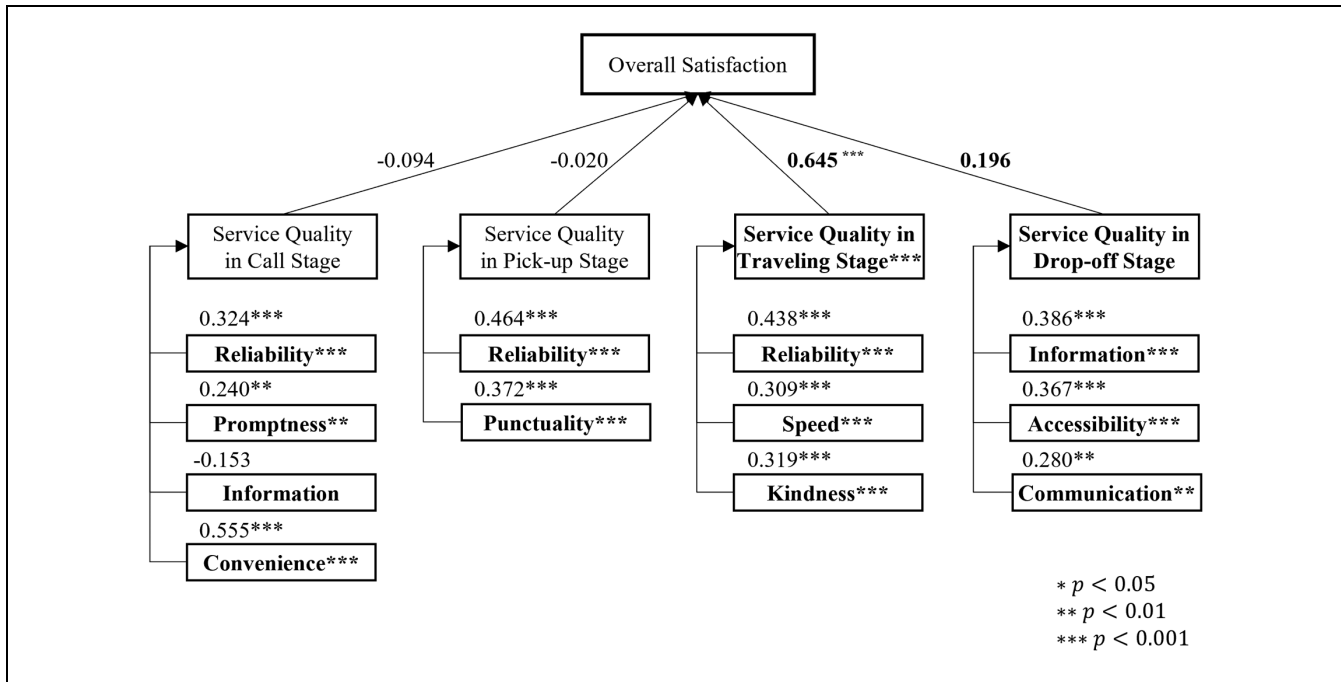 Overall Satisfaction
-0.094
-0.020
0.645 ***
0.196
Service Quality
in Call Stage
Service Quality
in Pick-up Stage
Service Quality in
Traveling Stage***
Service Quality in
Drop-off Stage
0.324***
Reliability***
0.240**
Promptness**
-0.153
Information
0.555***
Convenience***
0.464***
Reliability***
0.372***
Punctuality***
0.438***
Reliability***
0.309***
Speed***
0.319***
Kindness***
0.386***
Information***
0.367***
Accessibility***
0.280**
Communication**
* p < 0.05
** p < 0.01
*** p < 0.001